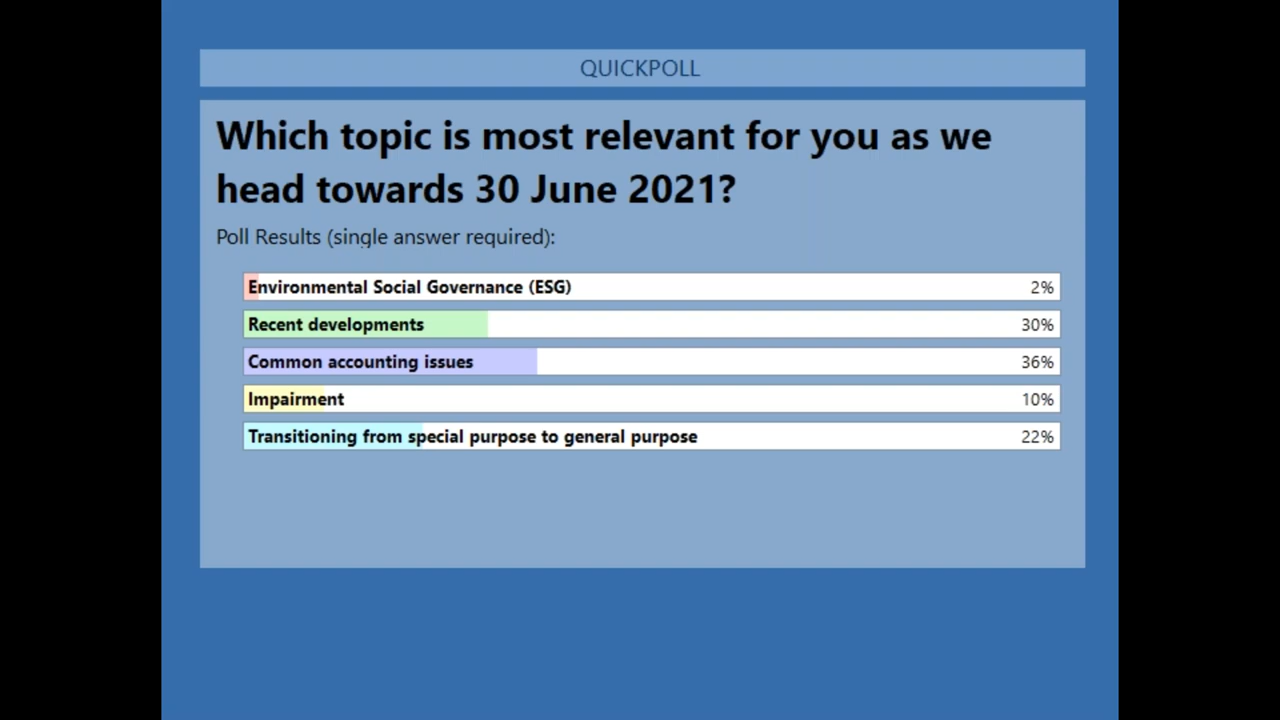 QUICKPOLL
Which topic is most relevant for you as we
head towards 30 June 2021?
Poll Results (single answer required):
Environmental Social Governance (ESG) 2%
Recent developments 30%
Common accounting issues 36%
Impairment 10%
Transitioning from special purpose to general purpose 22%